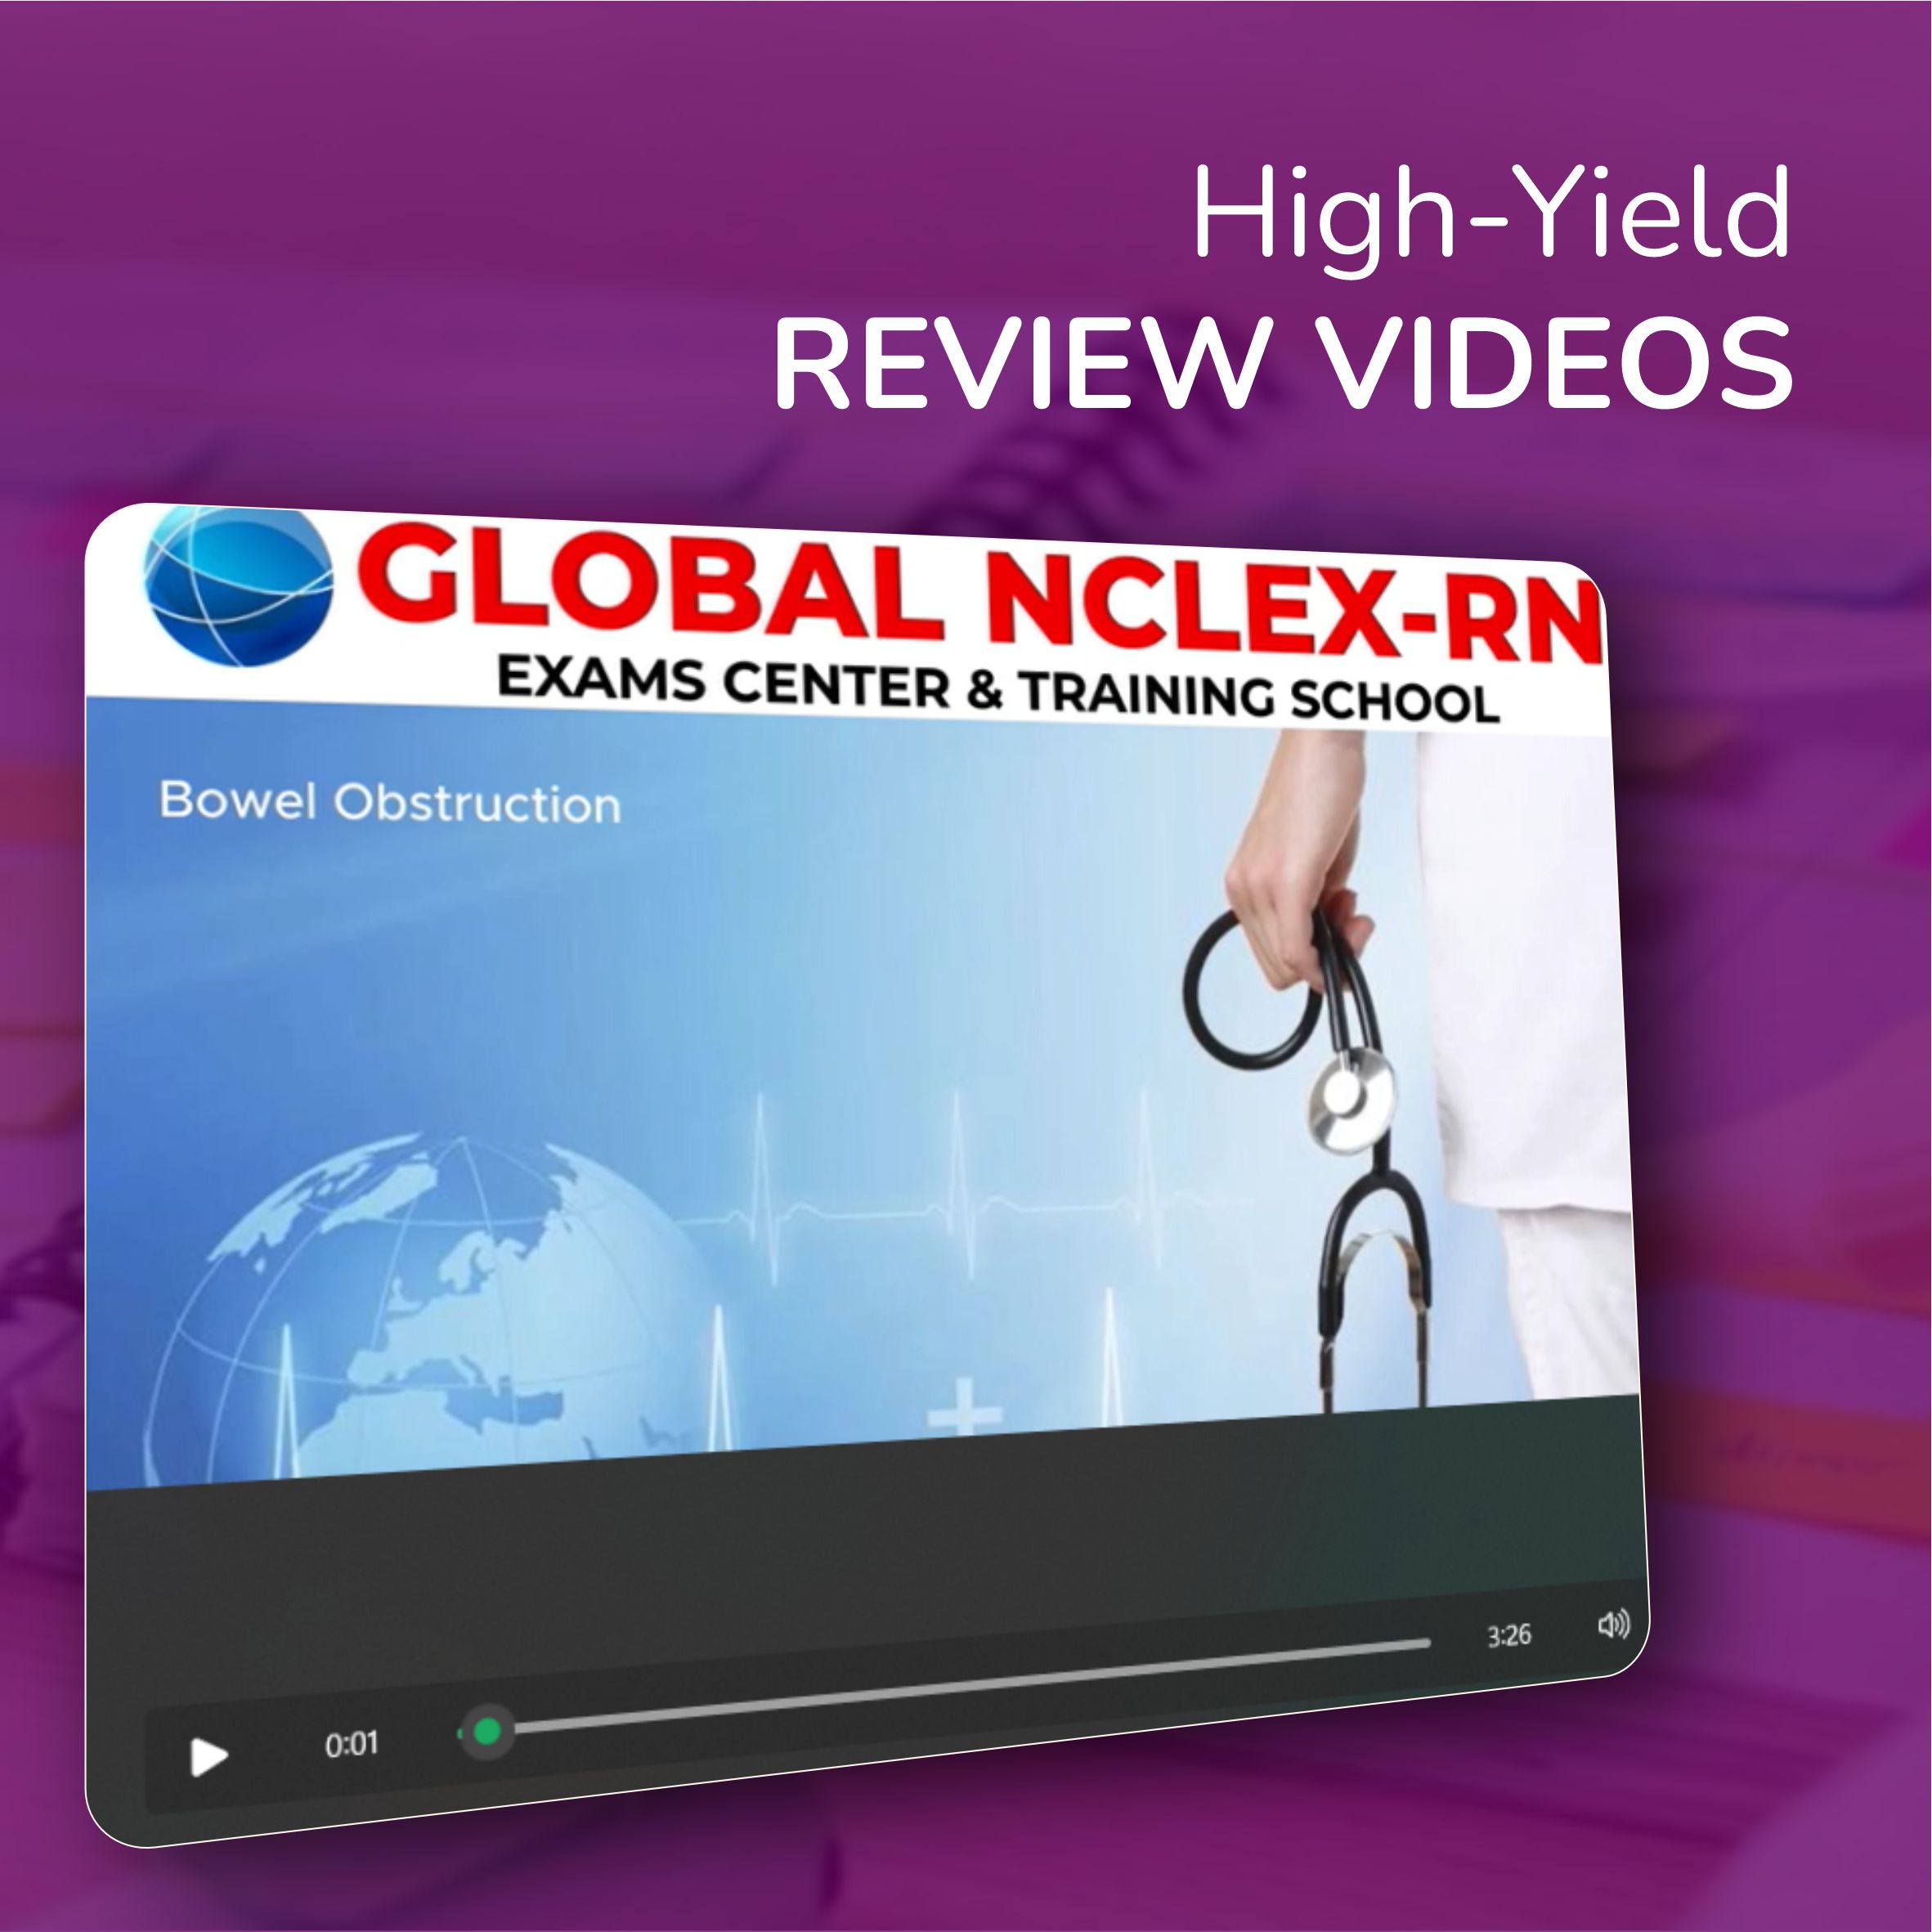 High-Yield
REVIEW VIDEOS
GLOBAL NCLEX-RN
EXAMS CENTER & TRAINING SCHOOL
Bowel Obstruction
0:01
3:26